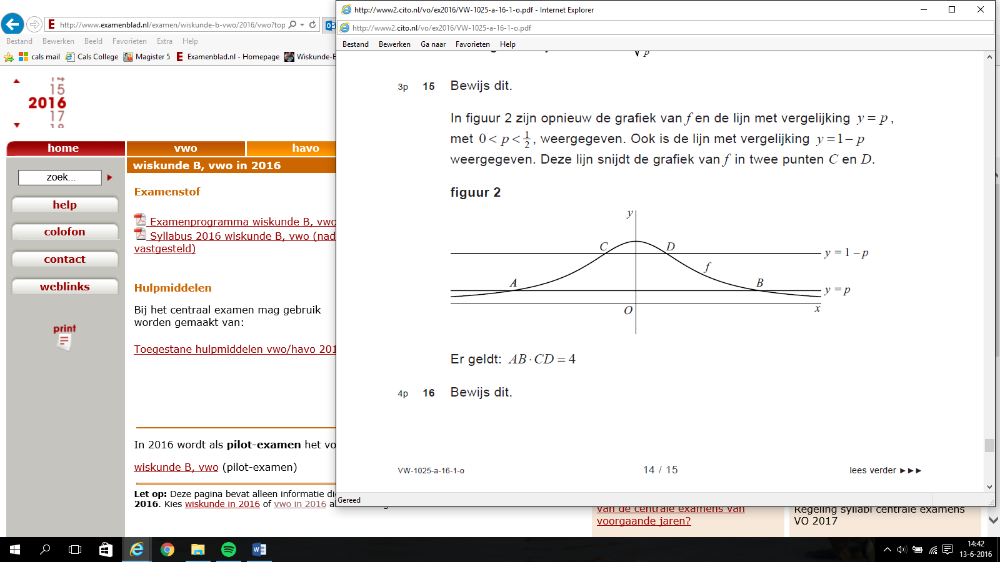 http://www2.cito.nl/vo/ex2016/VW-1025-a-16-1-o.pdf - Internet Explorer
http://www.examenblad.nl/examen/wiskunde-b-vwo/2016/vwo?top
http://www2.cito.nl/vo/ex2016/VW-1025-a-16-1-o.pdf
Bestand Bewerken Beeld Favorieten Extra Help
Bestand Bewerken Ga naar Favorieten Help
cals mail Cals College Magister 5 Examenblad.nl - Homepage Wiskunde-E
14
15
2016
17
18
home vwo havo
zoek...
help
colofon
contact
weblinks
print
wiskunde B, vwo in 2016
Examenstof
Examenprogramma wiskunde B, vwo
Syllabus 2016 wiskunde B, vwo (nad
vastgesteld)
Hulpmiddelen
Bij het centraal examen mag gebruik
worden gemaakt van:
Toegestane hulpmiddelen vwo/havo 201
In 2016 wordt als pilot-examen het vo
wiskunde B, vwo (pilot-examen)
Let op: Deze pagina bevat alleen informatie di
2016. Kies wiskunde in 2016 of vwo in 2016 a
√p
3p 15 Bewijs dit.
In figuur 2 zijn opnieuw de grafiek van f en de lijn met vergelijking y = p,
met 0 < p < 1/2, weergegeven. Ook is de lijn met vergelijking y = 1 − p
weergegeven. Deze lijn snijdt de grafiek van f in twee punten C en D.
figuur 2
y
C D y = 1 − p
f
A B y = p
O x
Er geldt: AB · CD = 4
4p 16 Bewijs dit.
VW-1025-a-16-1-o 14 / 15 lees verder ►►►
Gereed
van de centrale examens van
voorgaande jaren?
Regeling syllabi centrale examens
VO 2017
14:42
13-6-2016